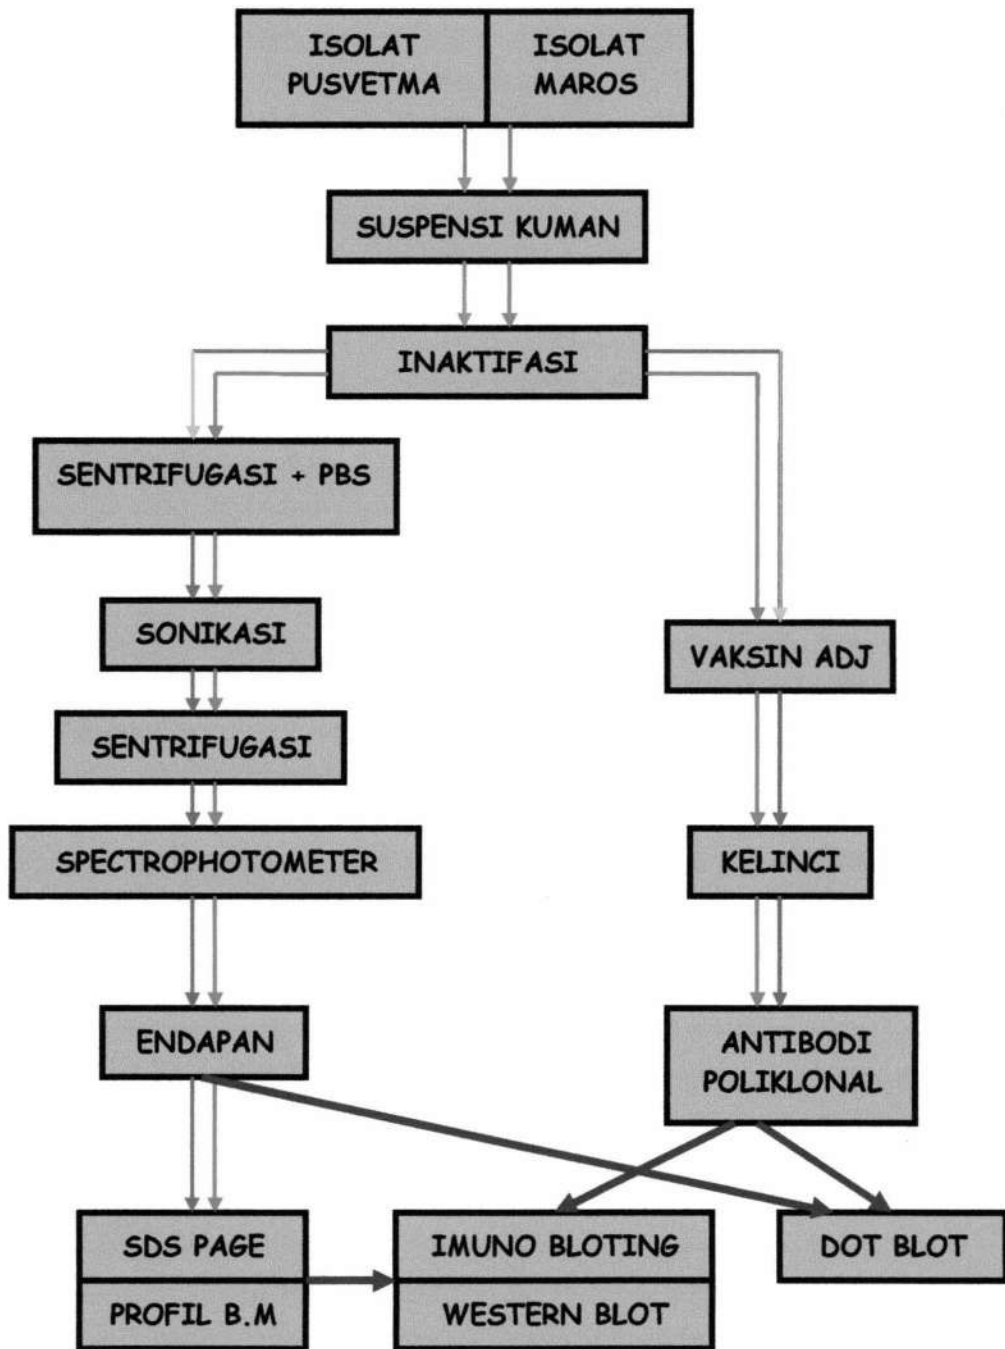 ISOLAT
PUSVETMA
ISOLAT
MAROS
SUSPENSI KUMAN
INAKTIFASI
SENTRIFUGASI + PBS
SONIKASI
VAKSIN ADJ
SENTRIFUGASI
SPECTROPHOTOMETER
KELINCI
ENDAPAN
ANTIBODI
POLIKLONAL
SDS PAGE
IMUNO BLOTING
DOT BLOT
PROFIL B.M
WESTERN BLOT